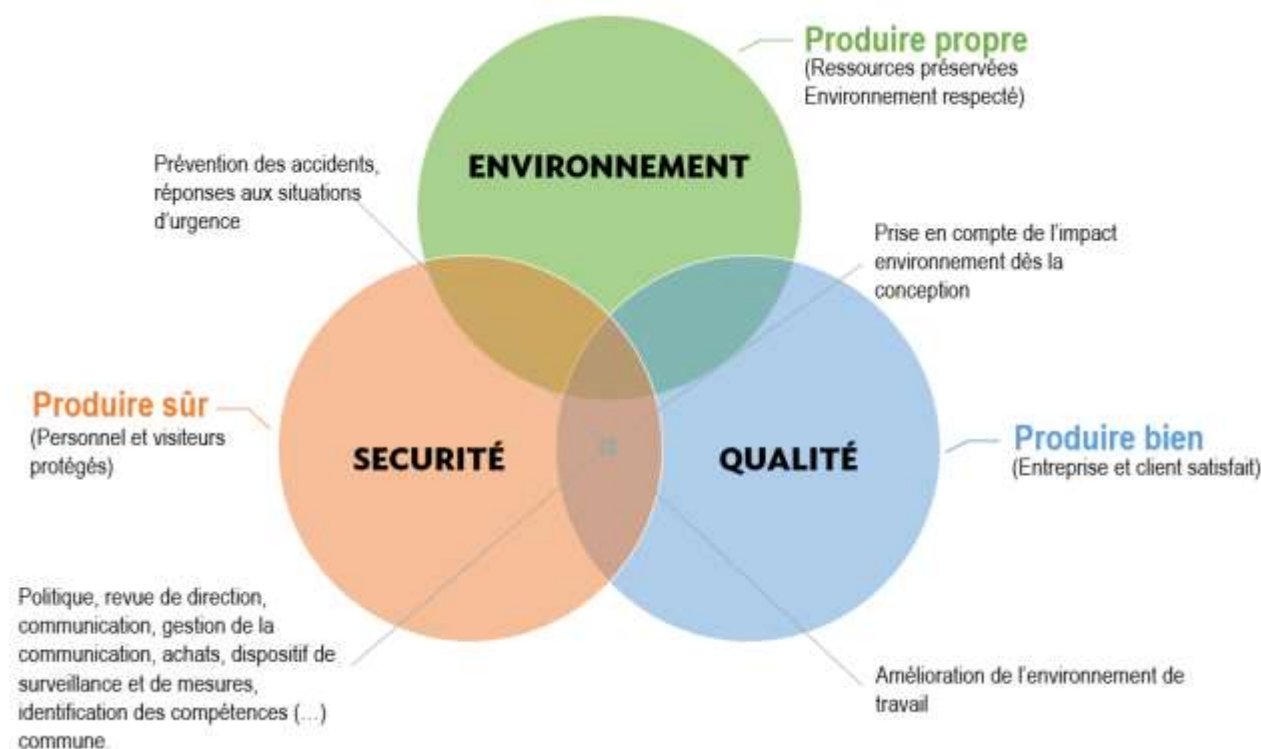 Produire propre
(Ressources préservées
Environnement respecté)
ENVIRONNEMENT
Prévention des accidents,
réponses aux situations
d'urgence
Prise en compte de l'impact
environnement dès la
conception
Produire sûr
(Personnel et visiteurs
protégés)
SECURITÉ
QUALITÉ
Produire bien
(Entreprise et client satisfait)
Politique, revue de direction,
communication, gestion de la
communication, achats, dispositif de
surveillance et de mesures,
identification des compétences (…)
commune.
Amélioration de l'environnement de
travail